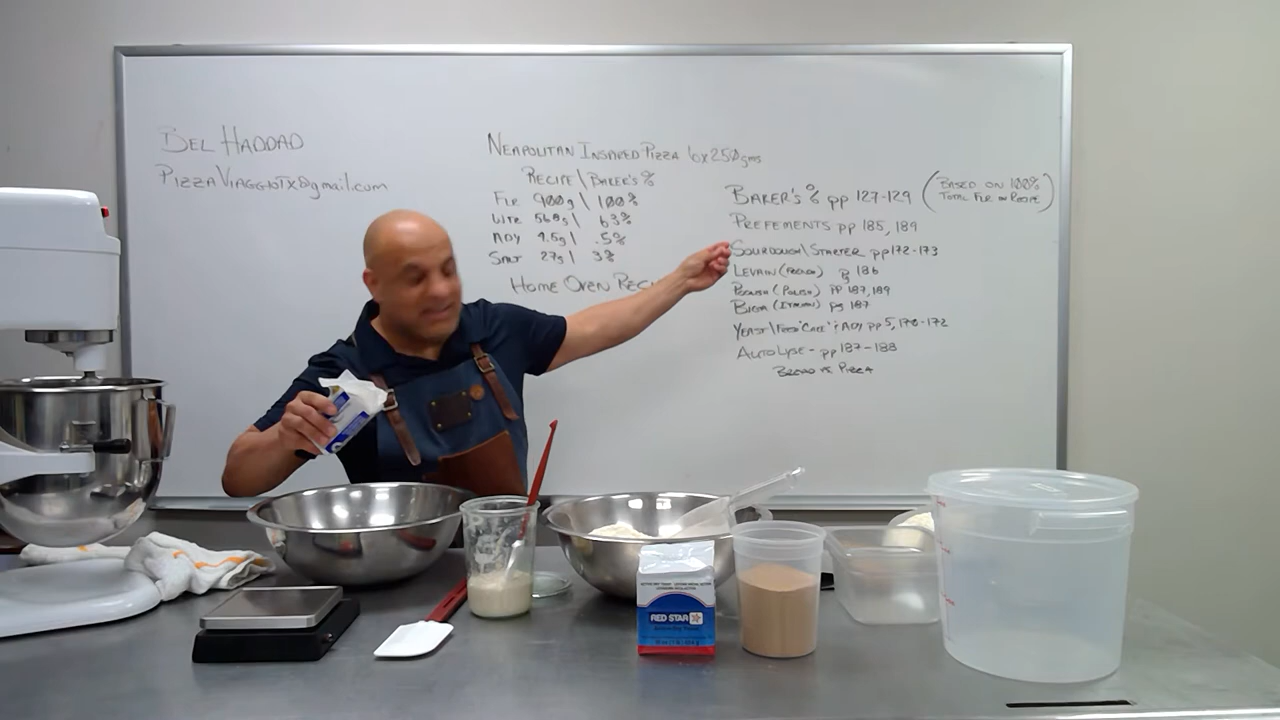 BEL HADDAD
PIZZAVIAGGIOTX@gmail.com
NEAPOLITAN INSAVED PIZZA 6x250gms
RECIPE \ BAKER'S %
FLR 900g \ 100%
WTR 568g \ 63%
ADY 4.5g \ .5%
SALT 27g \ 3%
HOME OVEN REC
BAKER'S % pp 127-129 (BASED ON 100% TOTAL FLR IN RECIPE)
PREFEMENTS pp 185, 189
SOURDOUGH \ STARTER pp 172-173
LEVAIN (FRENCH) pg 186
POOLISH (POLISH) pp 187, 189
BIGA (ITALIAN) pg 187
YEAST \ FRESH "CAKE" & ADY pp 5, 170-172
AUTOLYSE - pp 187-188
BREAD VS PIZZA
RED STAR